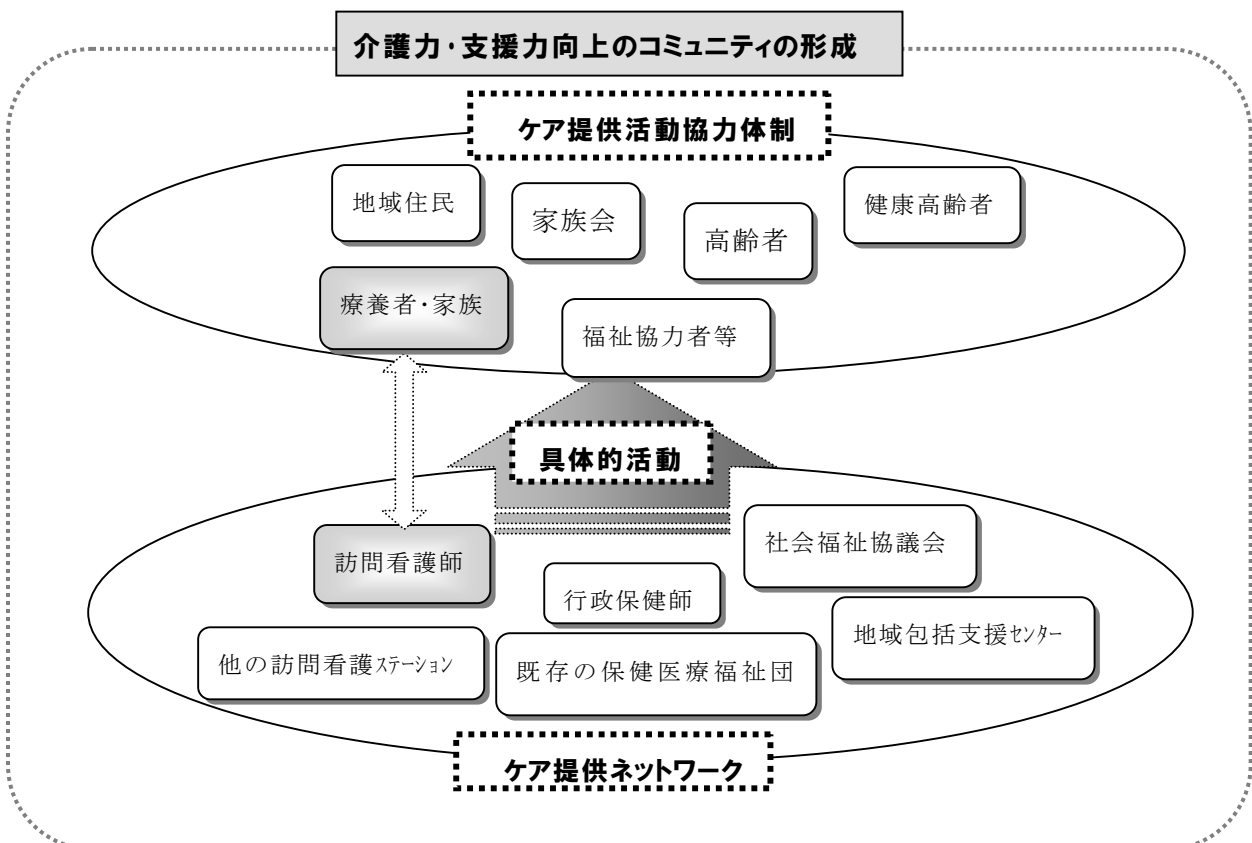 介護力・支援力向上のコミュニティの形成
ケア提供活動協力体制
地域住民
家族会
高齢者
健康高齢者
療養者・家族
福祉協力者等
具体的活動
訪問看護師
社会福祉協議会
行政保健師
地域包括支援センター
他の訪問看護ステーション
既存の保健医療福祉団
ケア提供ネットワーク